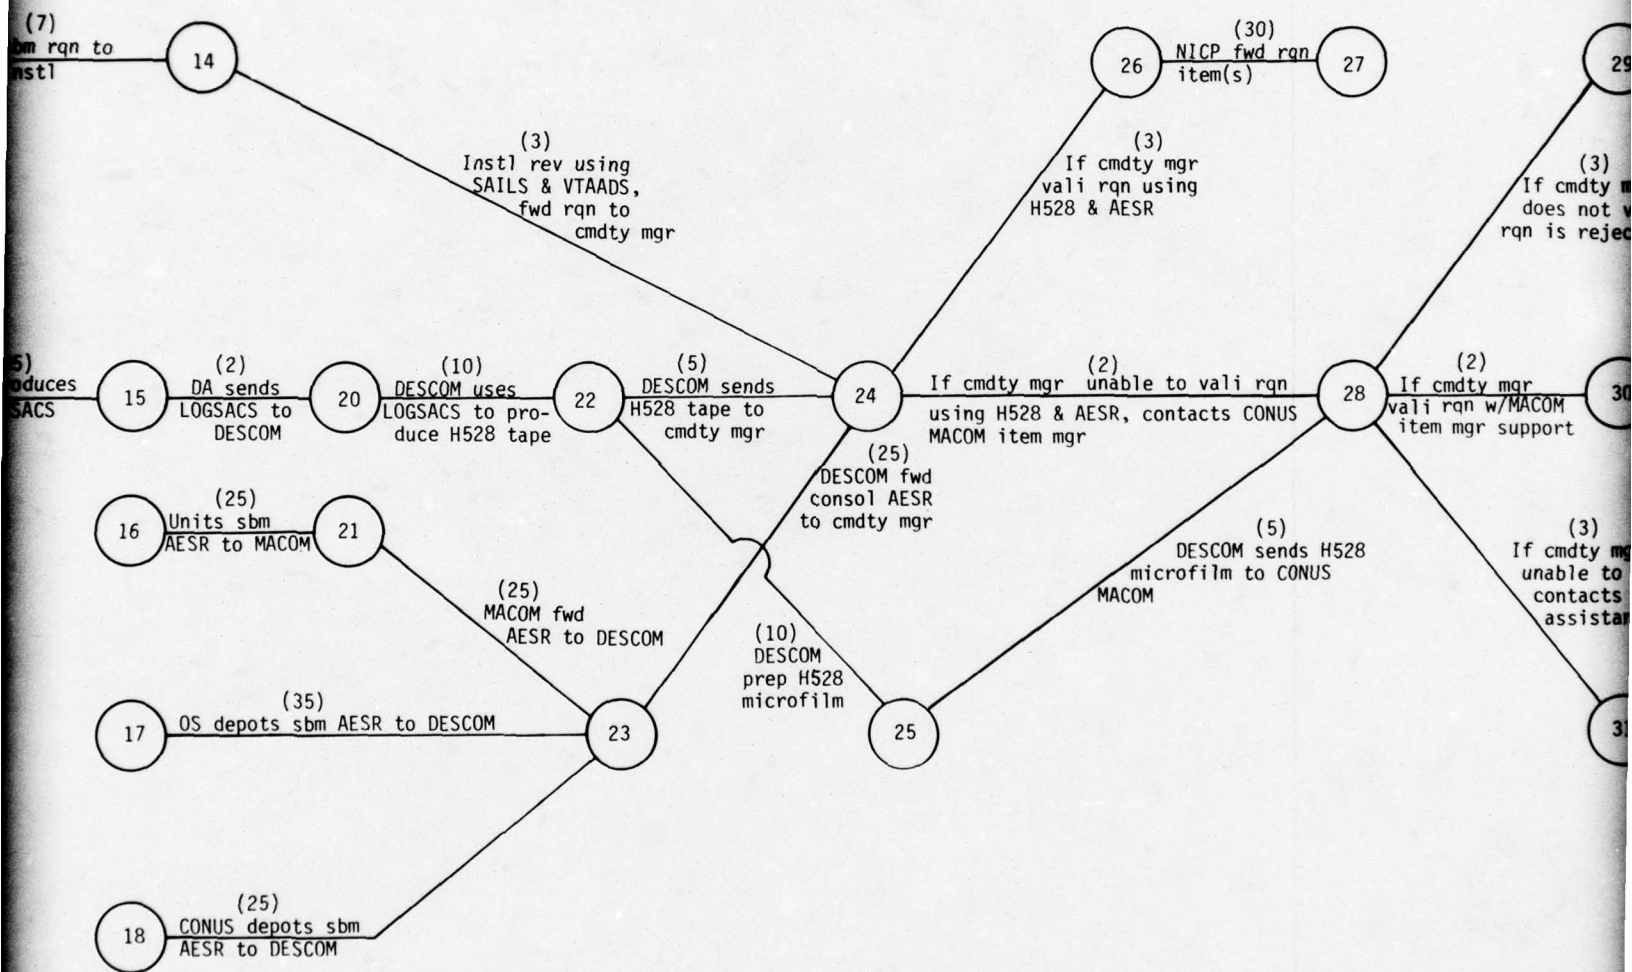 (7)
rqn to
14
(3)
Instl rev using
SAILS & VTAADS,
fwd rqn to
cmdty mgr
26
(30)
NICP fwd rqn
item(s)
27
(3)
If cmdty mgr
vali rqn using
H528 & AESR
29
(3)
If cmdty
does not
rqn is
15
(2)
DA sends
LOGSACS to
DESCOM
20
(10)
DESCOM uses
LOGSACS to pro-
duce H528 tape
22
(5)
DESCOM sends
H528 tape to
cmdty mgr
24
(2)
If cmdty mgr unable to vali rqn
using H528 & AESR, contacts CONUS
MACOM item mgr
28
(2)
If cmdty mgr
vali rqn w/MACOM
item mgr support
30
(25)
DESCOM fwd
consol AESR
to cmdty mgr
16
(25)
Units sbm
AESR to MACOM
21
(25)
MACOM fwd
AESR to DESCOM
(5)
DESCOM sends H528
microfilm to CONUS
MACOM
(3)
If cmdty
unable to
contacts
(10)
DESCOM
prep H528
microfilm
17
(35)
OS depots sbm AESR to DESCOM
23
25
31
18
(25)
CONUS depots sbm
AESR to DESCOM